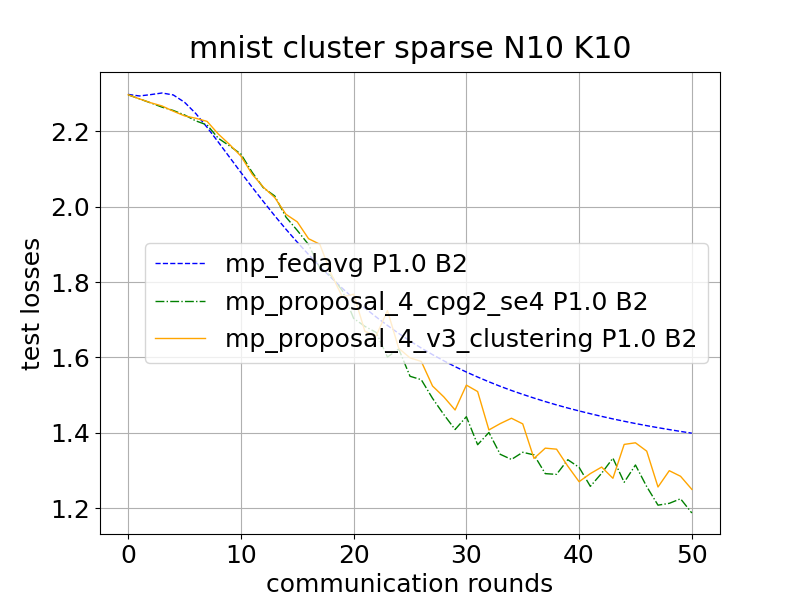 mnist cluster sparse N10 K10
test losses
2.2
2.0
1.8
1.6
1.4
1.2
mp_fedavg P1.0 B2
mp_proposal_4_cpg2_se4 P1.0 B2
mp_proposal_4_v3_clustering P1.0 B2
0 10 20 30 40 50
communication rounds